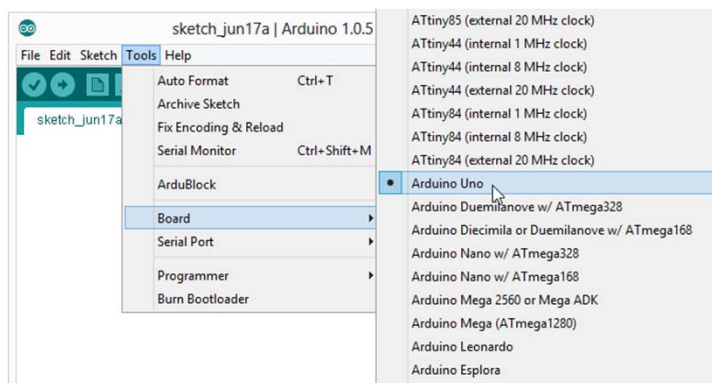 sketch_jun17a | Arduino 1.0.5
File Edit Sketch Tools Help
sketch_jun17a
Auto Format Ctrl+T
Archive Sketch
Fix Encoding & Reload
Serial Monitor Ctrl+Shift+M
ArduBlock
Board
Serial Port
Programmer
Burn Bootloader
ATtiny85 (external 20 MHz clock)
ATtiny44 (internal 1 MHz clock)
ATtiny44 (internal 8 MHz clock)
ATtiny44 (external 20 MHz clock)
ATtiny84 (internal 1 MHz clock)
ATtiny84 (internal 8 MHz clock)
ATtiny84 (external 20 MHz clock)
Arduino Uno
Arduino Duemilanove w/ ATmega328
Arduino Diecimila or Duemilanove w/ ATmega168
Arduino Nano w/ ATmega328
Arduino Nano w/ ATmega168
Arduino Mega 2560 or Mega ADK
Arduino Mega (ATmega1280)
Arduino Leonardo
Arduino Esplora